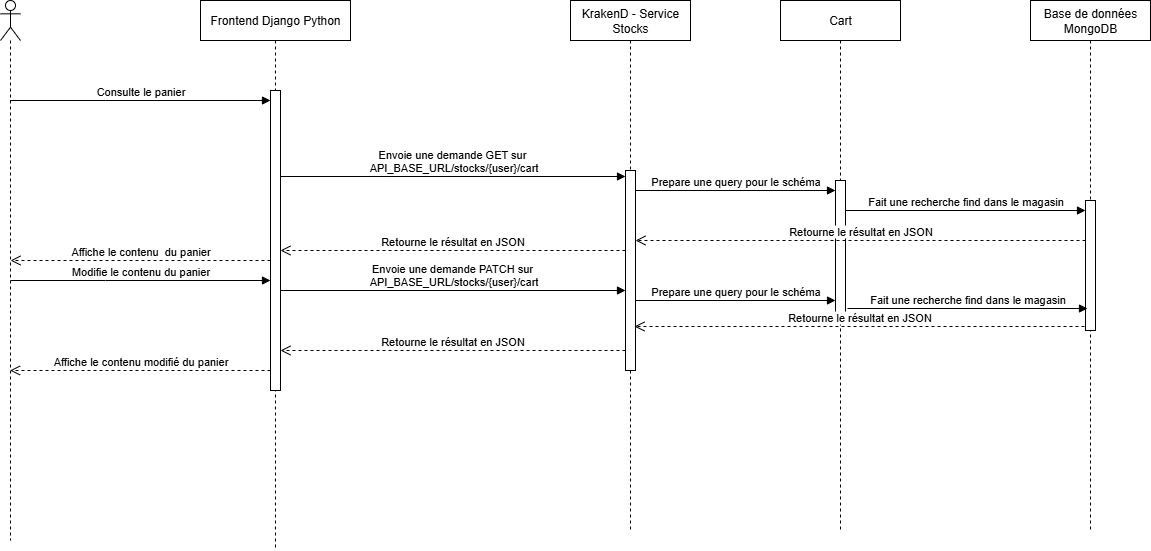 Frontend Django Python
KrakenD - Service
Stocks
Cart
Base de données
MongoDB
Consulte le panier
Envoie une demande GET sur
API_BASE_URL/stocks/{user}/cart
Prepare une query pour le schéma
Fait une recherche find dans le magasin
Retourne le résultat en JSON
Retourne le résultat en JSON
Affiche le contenu  du panier
Modifie le contenu du panier
Envoie une demande PATCH sur
API_BASE_URL/stocks/{user}/cart
Prepare une query pour le schéma
Fait une recherche find dans le magasin
Retourne le résultat en JSON
Retourne le résultat en JSON
Affiche le contenu modifié du panier